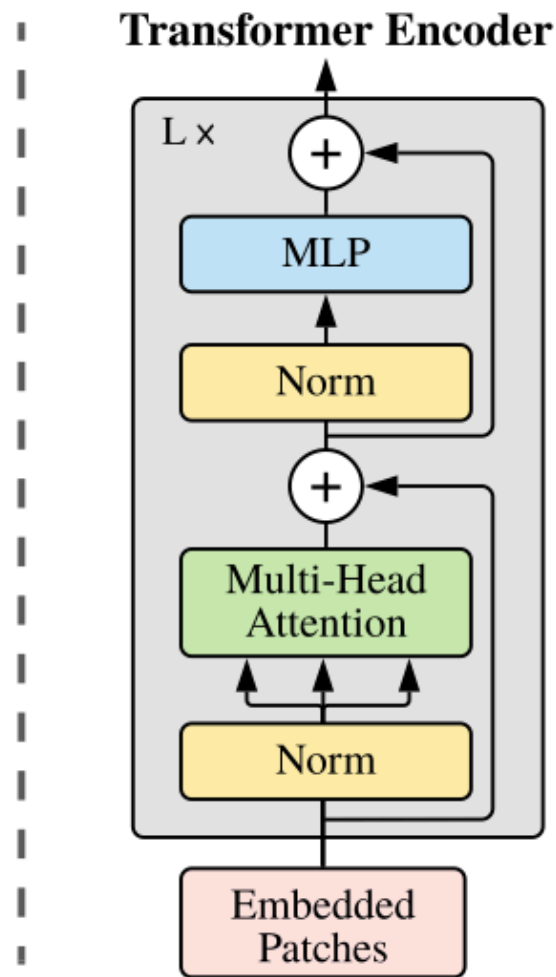 Transformer Encoder
L ×
+
MLP
Norm
+
Multi-Head
Attention
Norm
Embedded
Patches